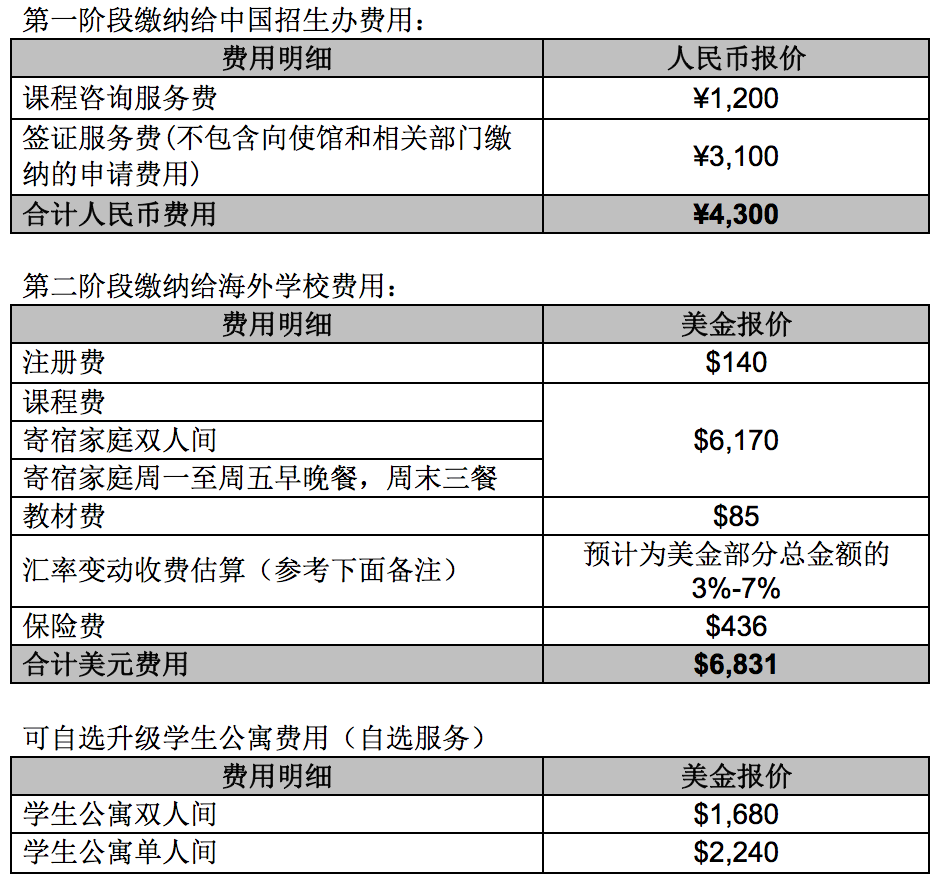 第一阶段缴纳给中国招生办费用：
费用明细 人民币报价
课程咨询服务费 ¥1,200
签证服务费(不包含向使馆和相关部门缴
纳的申请费用) ¥3,100
合计人民币费用 ¥4,300
第二阶段缴纳给海外学校费用：
费用明细 美金报价
注册费 $140
课程费
寄宿家庭双人间 $6,170
寄宿家庭周一至周五早晚餐，周末三餐
教材费 $85
汇率变动收费估算（参考下面备注） 预计为美金部分总金额的
3%-7%
保险费 $436
合计美元费用 $6,831
可自选升级学生公寓费用（自选服务）
费用明细 美金报价
学生公寓双人间 $1,680
学生公寓单人间 $2,240